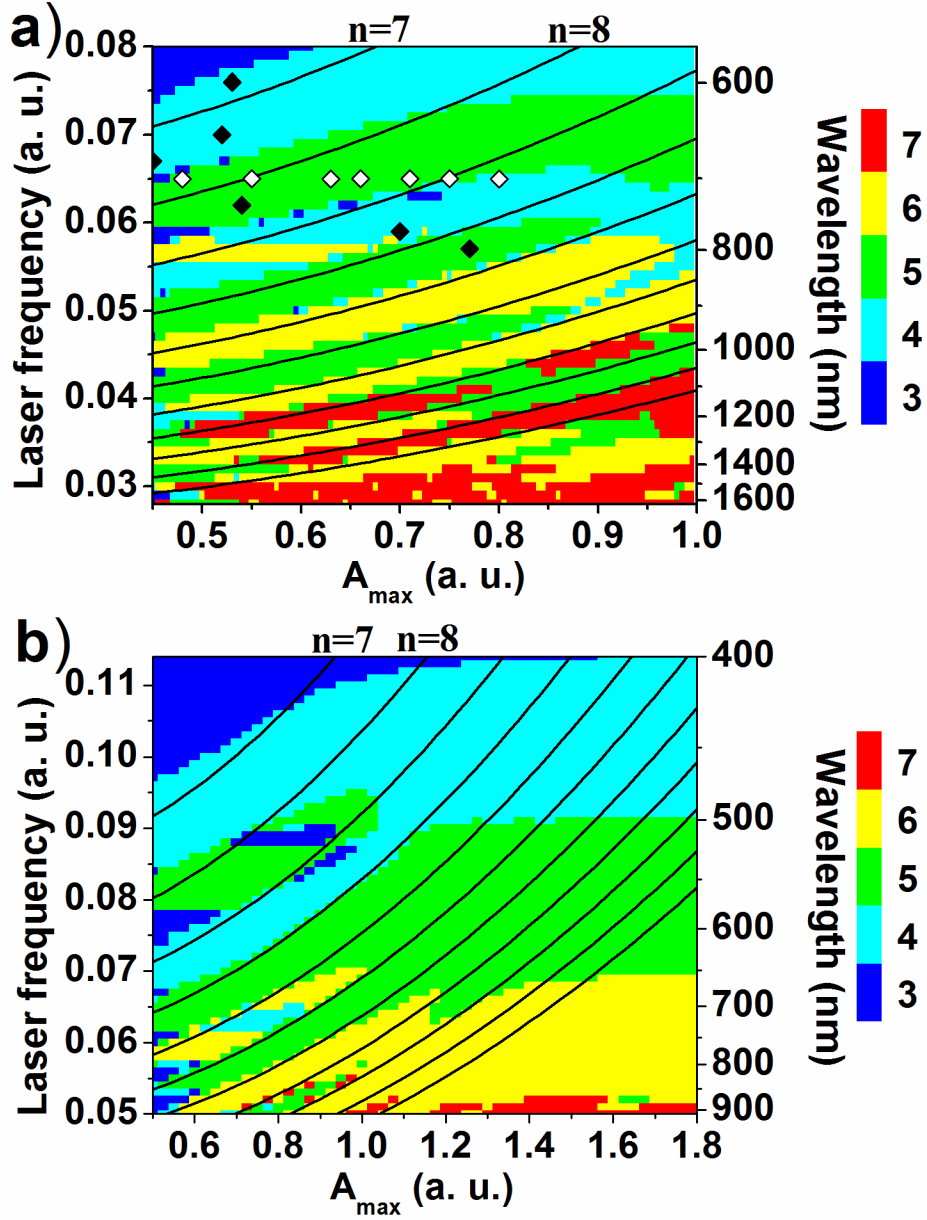 a)
n=7 n=8
Laser frequency (a. u.)
0.08
0.07
0.06
0.05
0.04
0.03
0.5 0.6 0.7 0.8 0.9 1.0
A max (a. u.)
600
800
1000
1200
1400
1600
Wavelength (nm)
7
6
5
4
3
b)
n=7 n=8
Laser frequency (a. u.)
0.11
0.10
0.09
0.08
0.07
0.06
0.05
0.6 0.8 1.0 1.2 1.4 1.6 1.8
A max (a. u.)
400
500
600
700
800
900
Wavelength (nm)
7
6
5
4
3